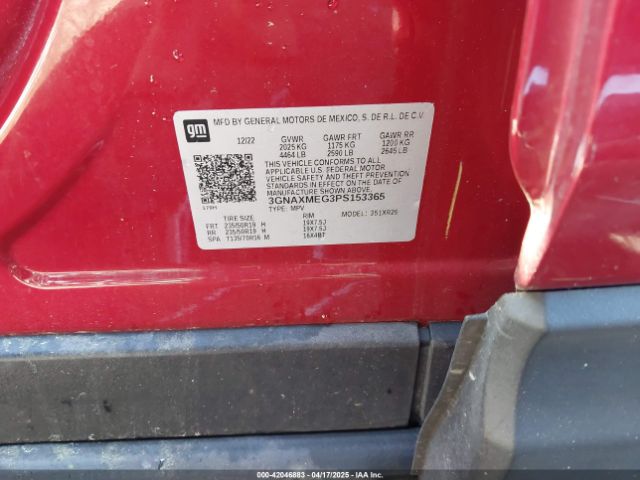 MFD BY GENERAL MOTORS DE MEXICO, S. DE R.L. DE C.V.
gm
12/22 GVWR GAWR FRT GAWR RR
2025 KG 1175 KG 1200 KG
4464 LB 2590 LB 2645 LB
THIS VEHICLE CONFORMS TO ALL
APPLICABLE U.S. FEDERAL MOTOR
VEHICLE SAFETY AND THEFT
PREVENTION STANDARDS IN EFFECT
ON THE DATE OF MANUFACTURE
SHOWN ABOVE.
3GNAXMEG3PS153365
TYPE: MPV MODEL: 351XR26
TIRE SIZE RIM
FRT 235/50R19 H 19X7.5J
RR 235/50R19 H 19X7.5J
SPA T135/70R16 M 16X4BT
000-42046883 - 04/17/2025 - IAAI.COM